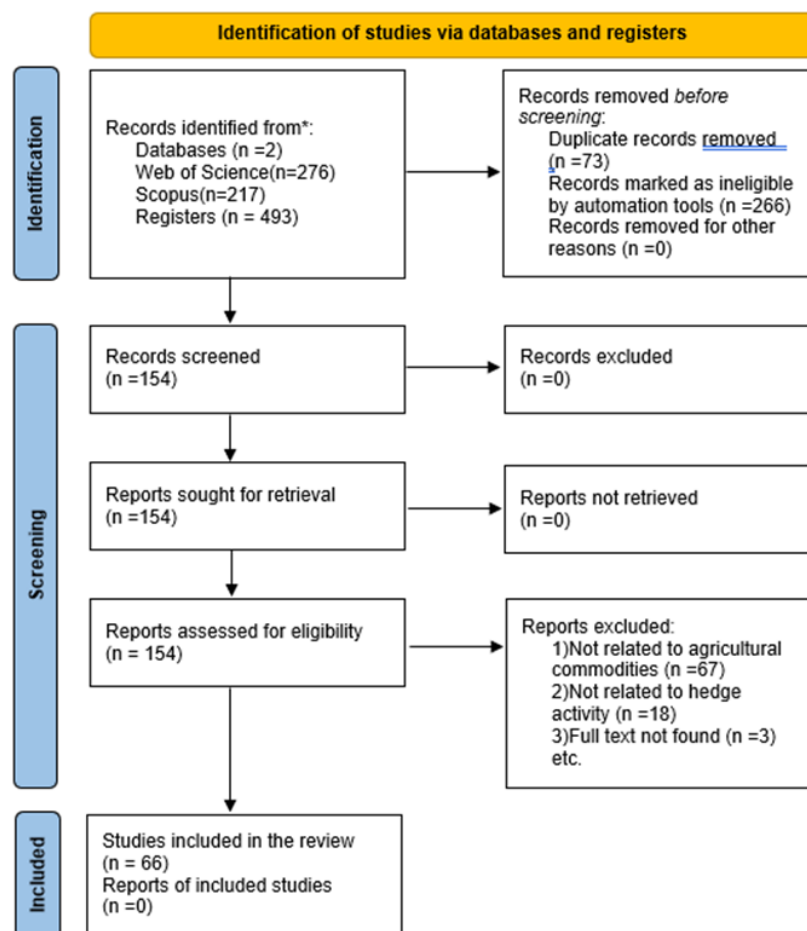 Identification of studies via databases and registers
Identification
Records identified from*:
Databases (n =2)
Web of Science(n=276)
Scopus(n=217)
Registers (n = 493)
Records removed before
screening:
Duplicate records removed
(n =73)
Records marked as ineligible
by automation tools (n =266)
Records removed for other
reasons (n =0)
Screening
Records screened
(n =154)
Records excluded
(n =0)
Reports sought for retrieval
(n =154)
Reports not retrieved
(n =0)
Reports assessed for eligibility
(n = 154)
Reports excluded:
1)Not related to agricultural
commodities (n =67)
2)Not related to hedge
activity (n =18)
3)Full text not found (n =3)
etc.
Included
Studies included in the review
(n = 66)
Reports of included studies
(n =0)